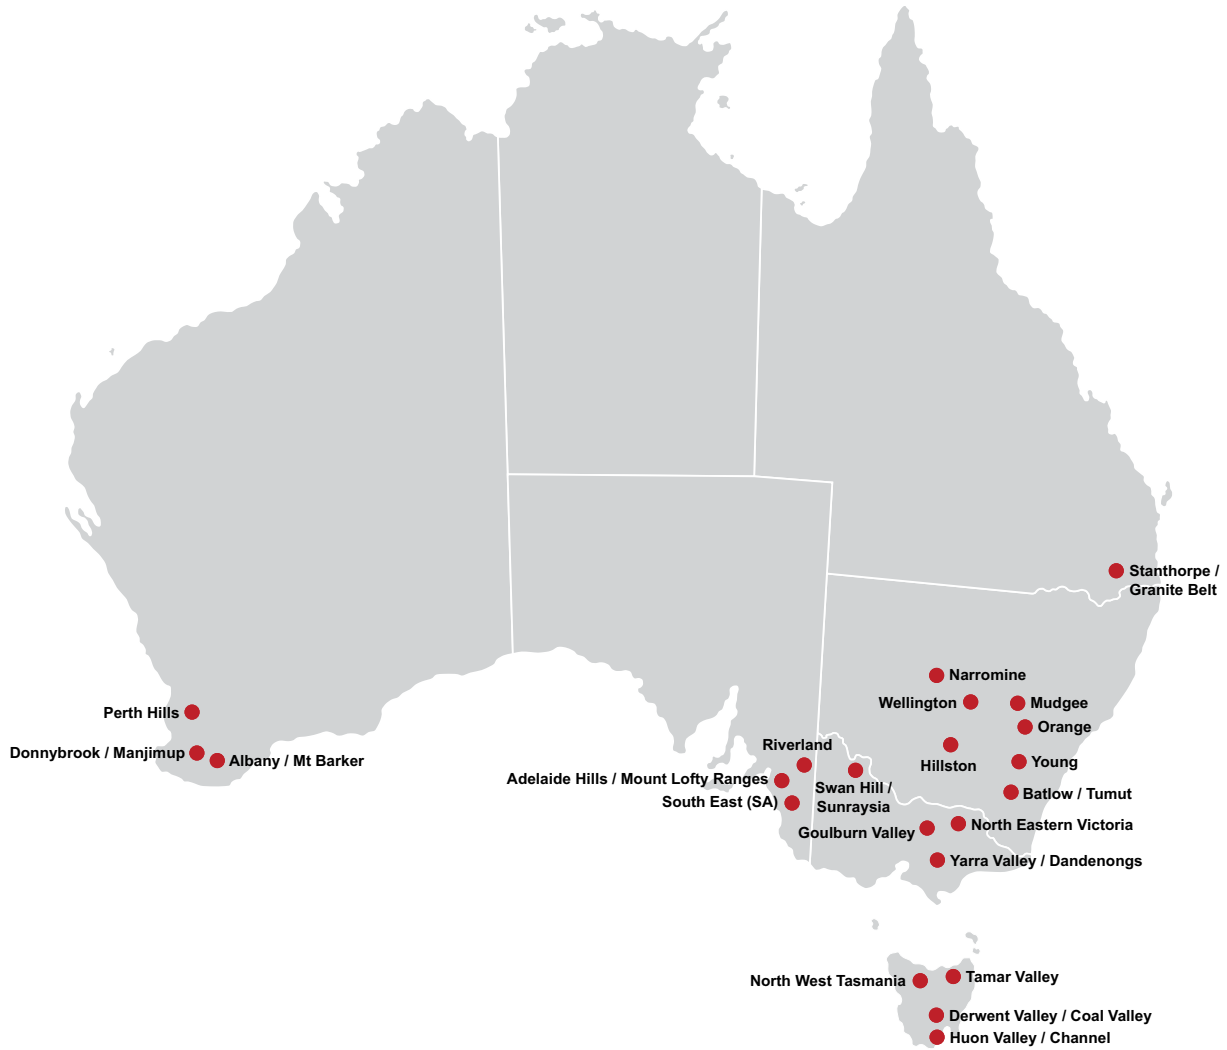 Stanthorpe /
Granite Belt
Narromine
Wellington
Mudgee
Orange
Perth Hills
Riverland
Hillston
Young
Donnybrook / Manjimup
Albany / Mt Barker
Adelaide Hills / Mount Lofty Ranges
Swan Hill /
Sunraysia
Batlow / Tumut
South East (SA)
Goulburn Valley
North Eastern Victoria
Yarra Valley / Dandenongs
North West Tasmania
Tamar Valley
Derwent Valley / Coal Valley
Huon Valley / Channel